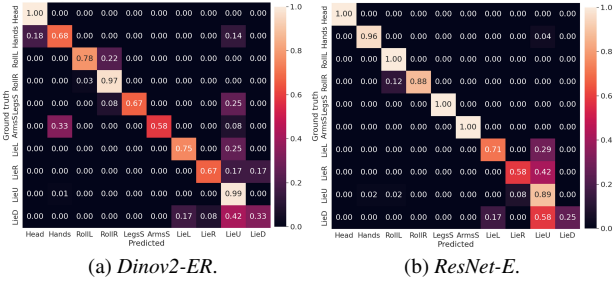 Head 1.00 0.00 0.00 0.00 0.00 0.00 0.00 0.00 0.00 0.00
Hands 0.18 0.68 0.00 0.00 0.00 0.00 0.00 0.00 0.14 0.00
RollL 0.00 0.00 0.78 0.22 0.00 0.00 0.00 0.00 0.00 0.00
RollR 0.00 0.00 0.03 0.97 0.00 0.00 0.00 0.00 0.00 0.00
LegsS 0.00 0.00 0.00 0.08 0.67 0.00 0.00 0.00 0.25 0.00
ArmsS 0.00 0.33 0.00 0.00 0.00 0.58 0.00 0.00 0.08 0.00
LieL 0.00 0.00 0.00 0.00 0.00 0.00 0.75 0.00 0.25 0.00
LieR 0.00 0.00 0.00 0.00 0.00 0.00 0.00 0.67 0.17 0.17
LieU 0.00 0.01 0.00 0.00 0.00 0.00 0.00 0.00 0.99 0.00
LieD 0.00 0.00 0.00 0.00 0.00 0.00 0.17 0.08 0.42 0.33
Ground truth
Head Hands RollL RollR LegsS ArmsS LieL LieR LieU LieD
Predicted
1.0
0.8
0.6
0.4
0.2
0.0
(a) Dinov2-ER.
Head 1.00 0.00 0.00 0.00 0.00 0.00 0.00 0.00 0.00 0.00
Hands 0.00 0.96 0.00 0.00 0.00 0.00 0.00 0.00 0.04 0.00
RollL 0.00 0.00 1.00 0.00 0.00 0.00 0.00 0.00 0.00 0.00
RollR 0.00 0.00 0.12 0.88 0.00 0.00 0.00 0.00 0.00 0.00
LegsS 0.00 0.00 0.00 0.00 1.00 0.00 0.00 0.00 0.00 0.00
ArmsS 0.00 0.00 0.00 0.00 0.00 1.00 0.00 0.00 0.00 0.00
LieL 0.00 0.00 0.00 0.00 0.00 0.00 0.71 0.00 0.29 0.00
LieR 0.00 0.00 0.00 0.00 0.00 0.00 0.00 0.58 0.42 0.00
LieU 0.00 0.02 0.02 0.00 0.00 0.00 0.00 0.08 0.89 0.00
LieD 0.00 0.00 0.00 0.00 0.00 0.00 0.17 0.00 0.58 0.25
Ground truth
Head Hands RollL RollR LegsS ArmsS LieL LieR LieU LieD
Predicted
1.0
0.8
0.6
0.4
0.2
0.0
(b) ResNet-E.